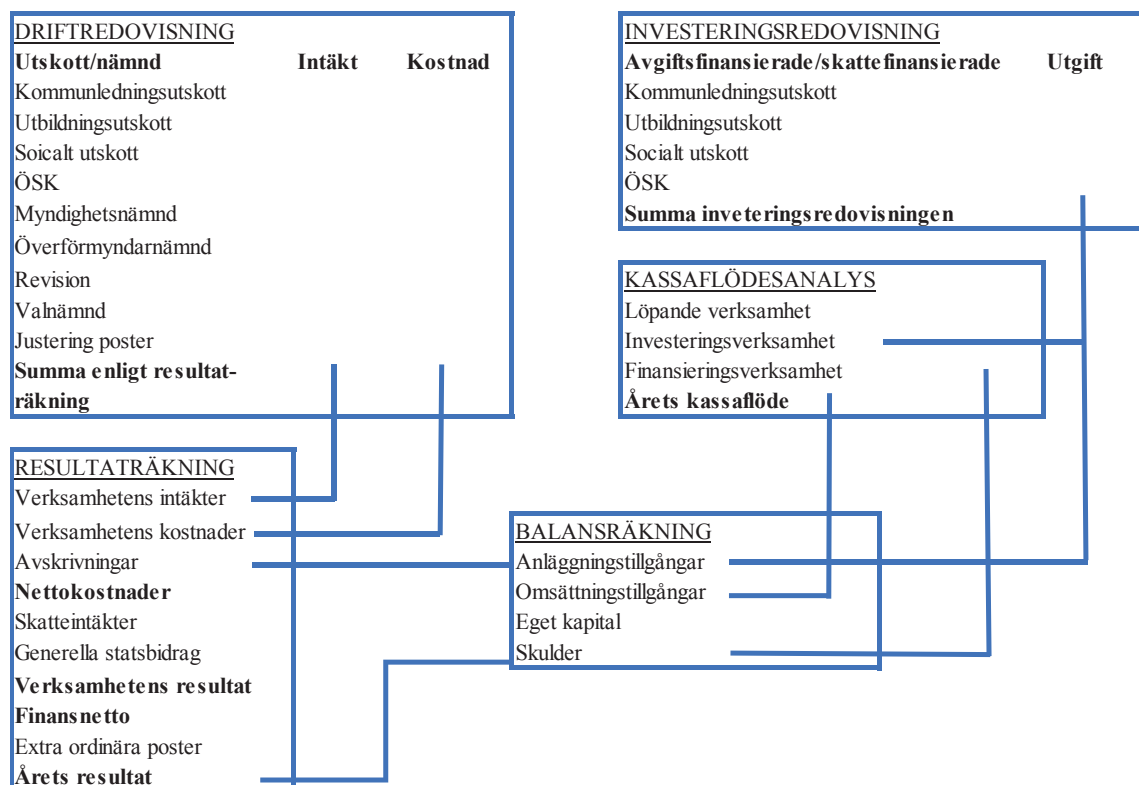 DRIFTREDOVISNING
Utskott/nämnd Intäkt Kostnad
Kommunledningsutskott
Utbildningsutskott
Soicalt utskott
ÖSK
Myndighetsnämnd
Överförmyndarnämnd
Revision
Valnämnd
Justering poster
Summa enligt resultat-
räkning
INVESTERINGSREDOVISNING
Avgiftsfinansierade/skattefinansierade Utgift
Kommunledningsutskott
Utbildningsutskott
Socialt utskott
ÖSK
Summa inveteringsredovisningen
KASSAFLÖDESANALYS
Löpande verksamhet
Investeringsverksamhet
Finansieringsverksamhet
Årets kassaflöde
RESULTATRÄKNING
Verksamhetens intäkter
Verksamhetens kostnader
Avskrivningar
Nettokostnader
Skatteintäkter
Generella statsbidrag
Verksamhetens resultat
Finansnetto
Extra ordinära poster
Årets resultat
BALANSRÄKNING
Anläggningstillgångar
Omsättningstillgångar
Eget kapital
Skulder